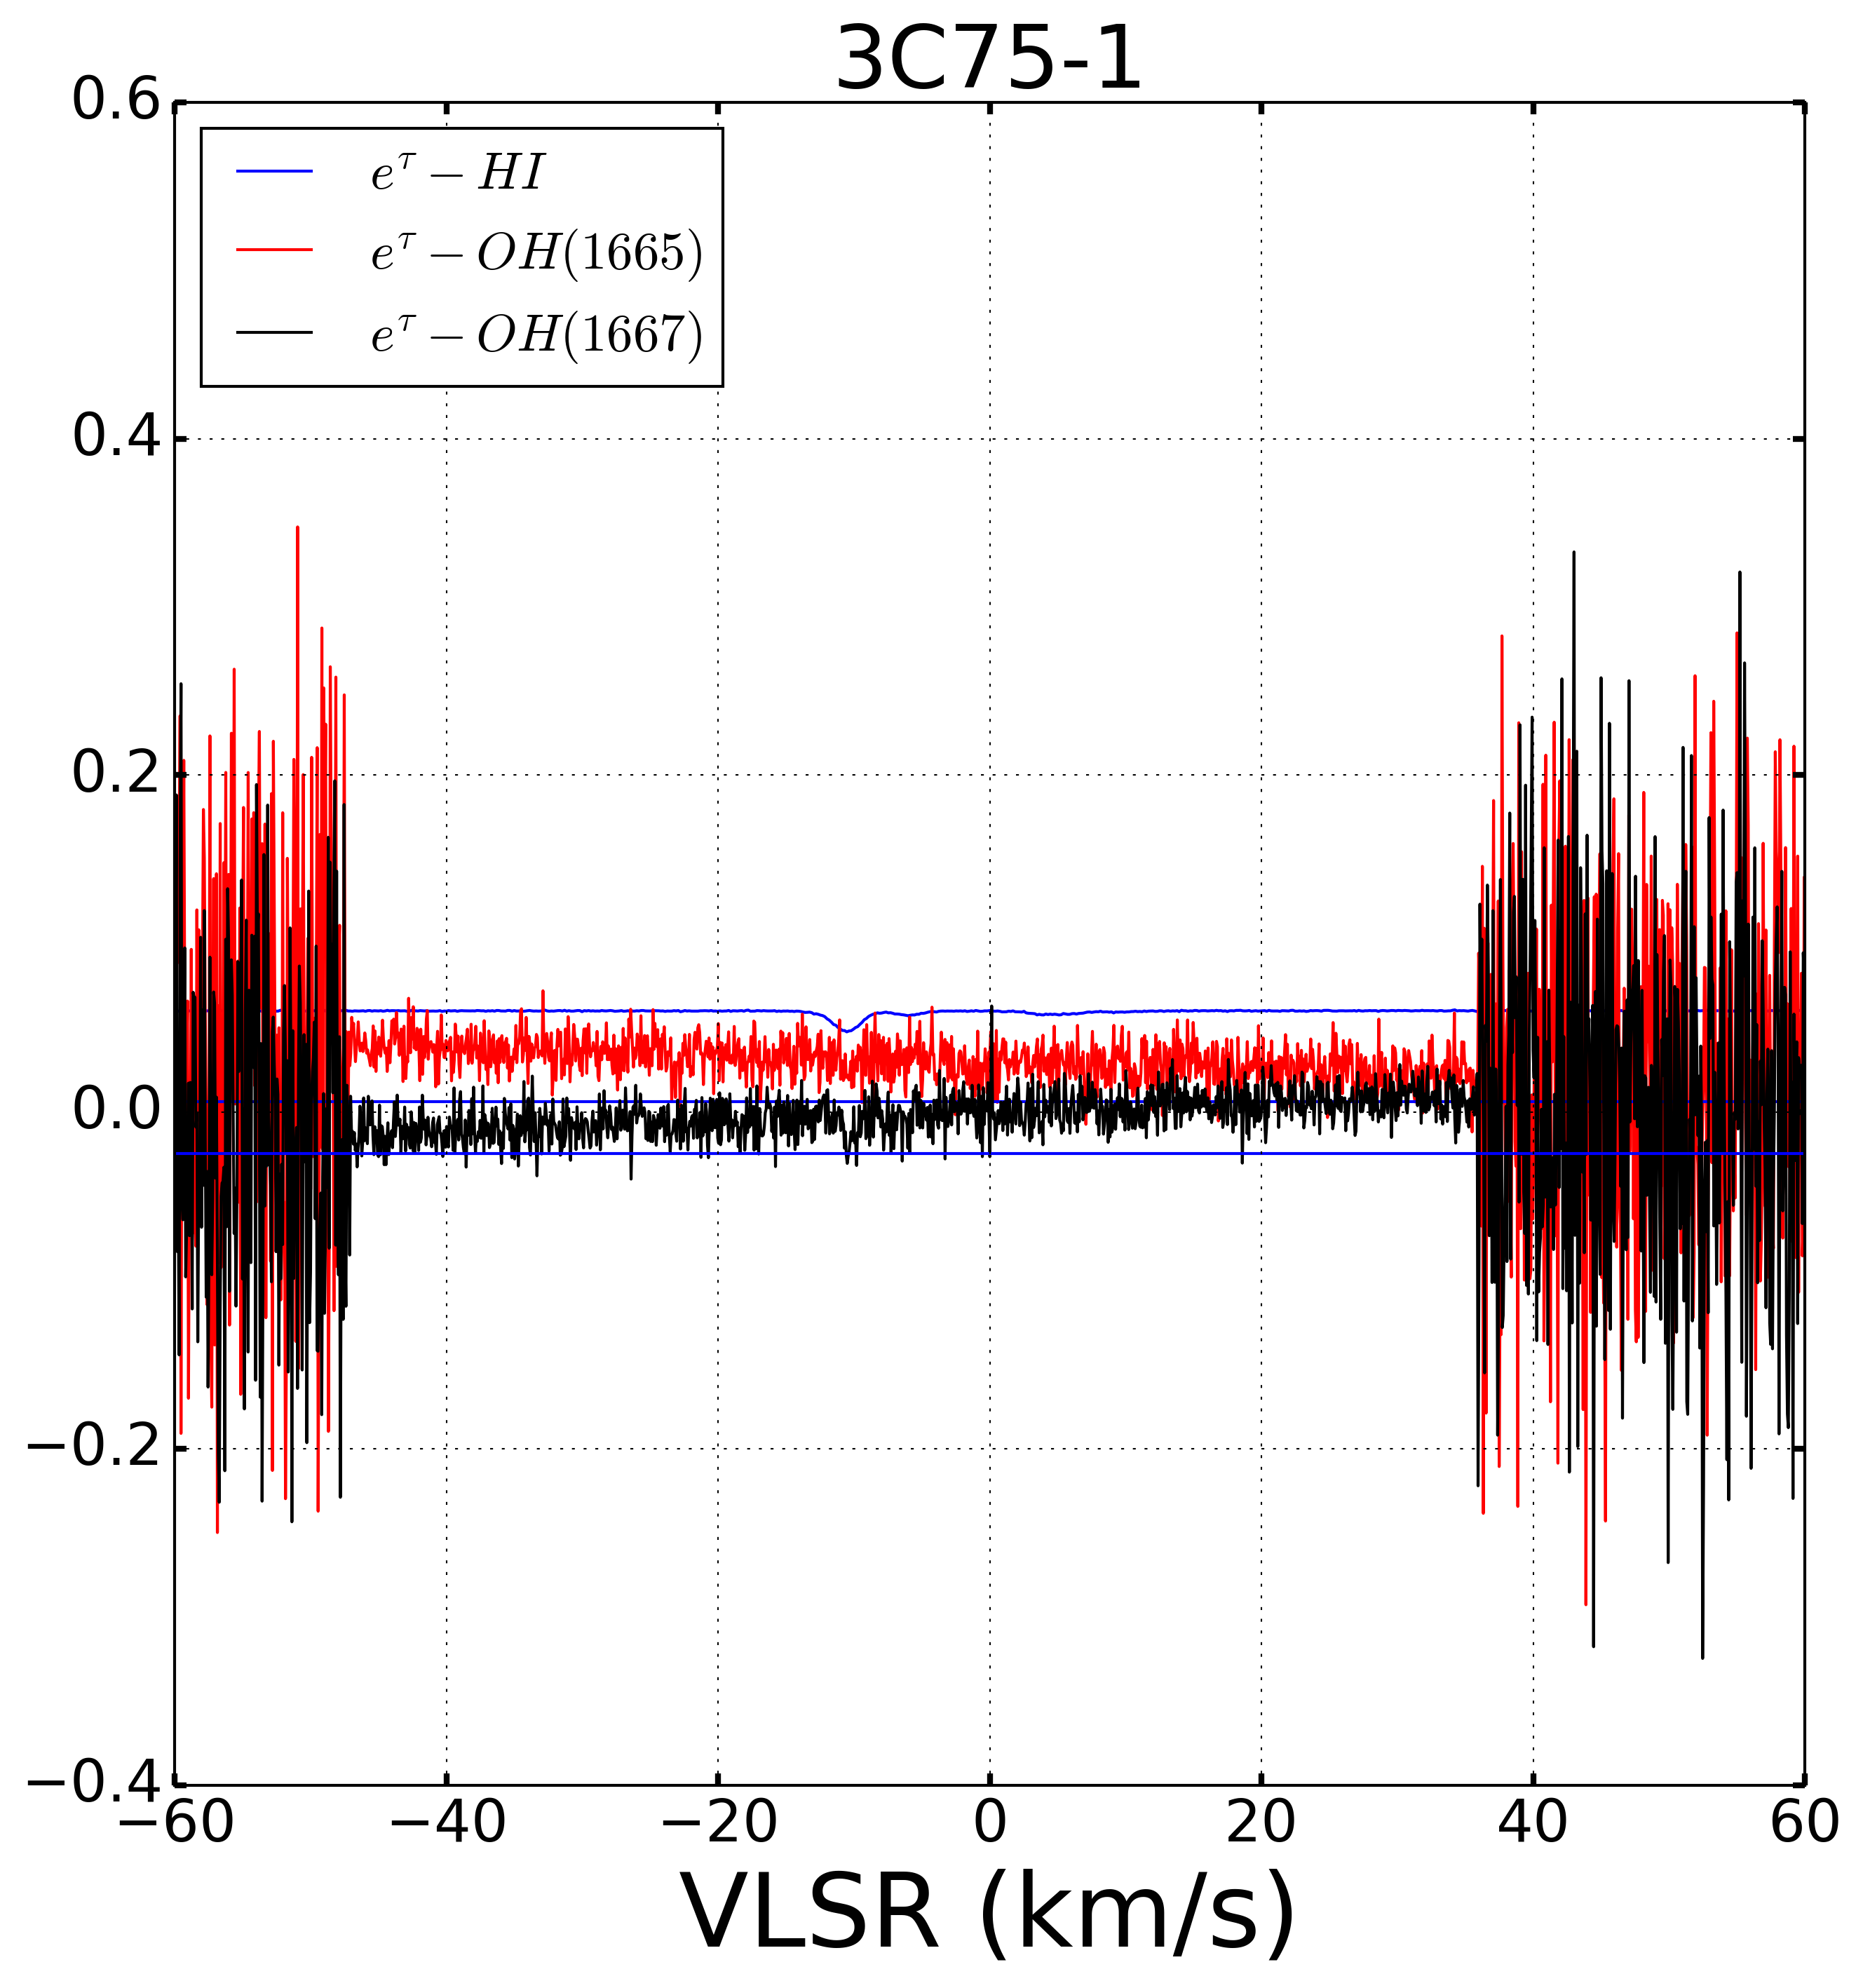 3C75-1
0.6
e^τ − HI
e^τ − OH(1665)
e^τ − OH(1667)
0.4
0.2
0.0
−0.2
−0.4
−60 −40 −20 0 20 40 60
VLSR (km/s)